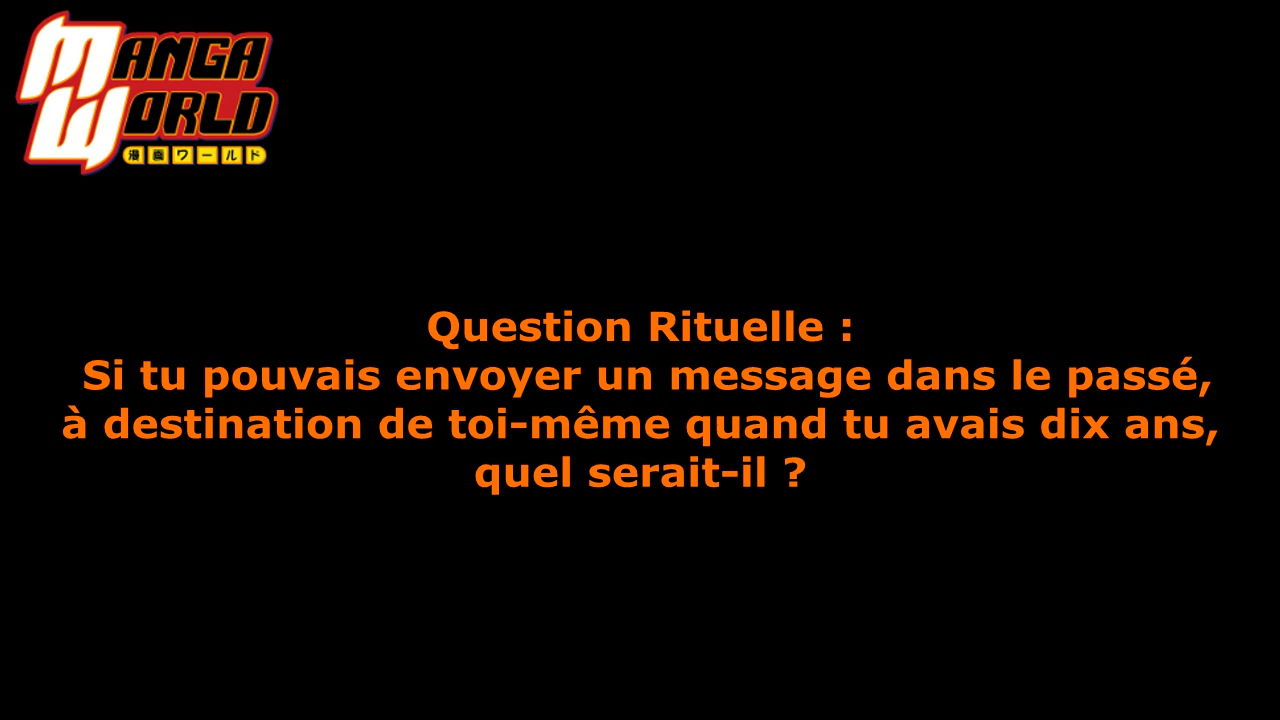 MANGA
WORLD
漫画ワールド
Question Rituelle :
Si tu pouvais envoyer un message dans le passé,
à destination de toi-même quand tu avais dix ans,
quel serait-il ?